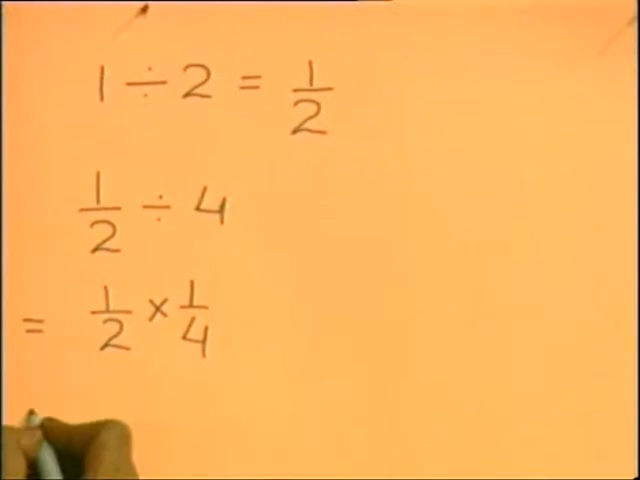 1 ÷ 2 = 1/2
1/2 ÷ 4
= 1/2 × 1/4